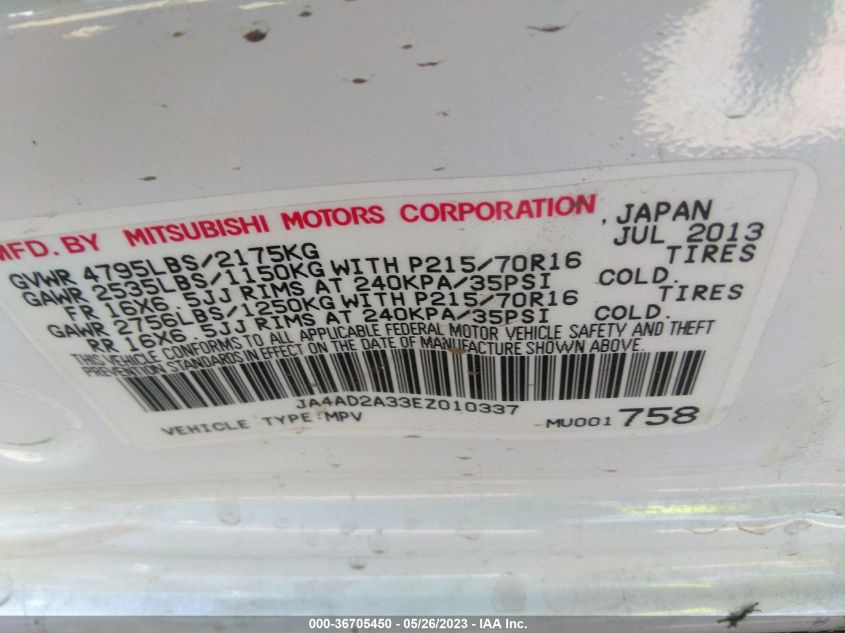 MFD. BY MITSUBISHI MOTORS CORPORATION, JAPAN
GVWR 4795LBS/2175KG JUL 2013
GAWR 2535LBS/1150KG WITH P215/70R16 TIRES
FR 16X6.5JJ RIMS AT 240KPA/35PSI COLD.
GAWR 2756LBS/1250KG WITH P215/70R16 TIRES
RR 16X6.5JJ RIMS AT 240KPA/35PSI COLD.
THIS VEHICLE CONFORMS TO ALL APPLICABLE FEDERAL MOTOR VEHICLE SAFETY AND THEFT
PREVENTION STANDARDS IN EFFECT ON THE DATE OF MANUFACTURE SHOWN ABOVE.
JA4AD2A33EZ010337
VEHICLE TYPE:MPV MU001758
000-36705450 - 05/26/2023 - IAA Inc.